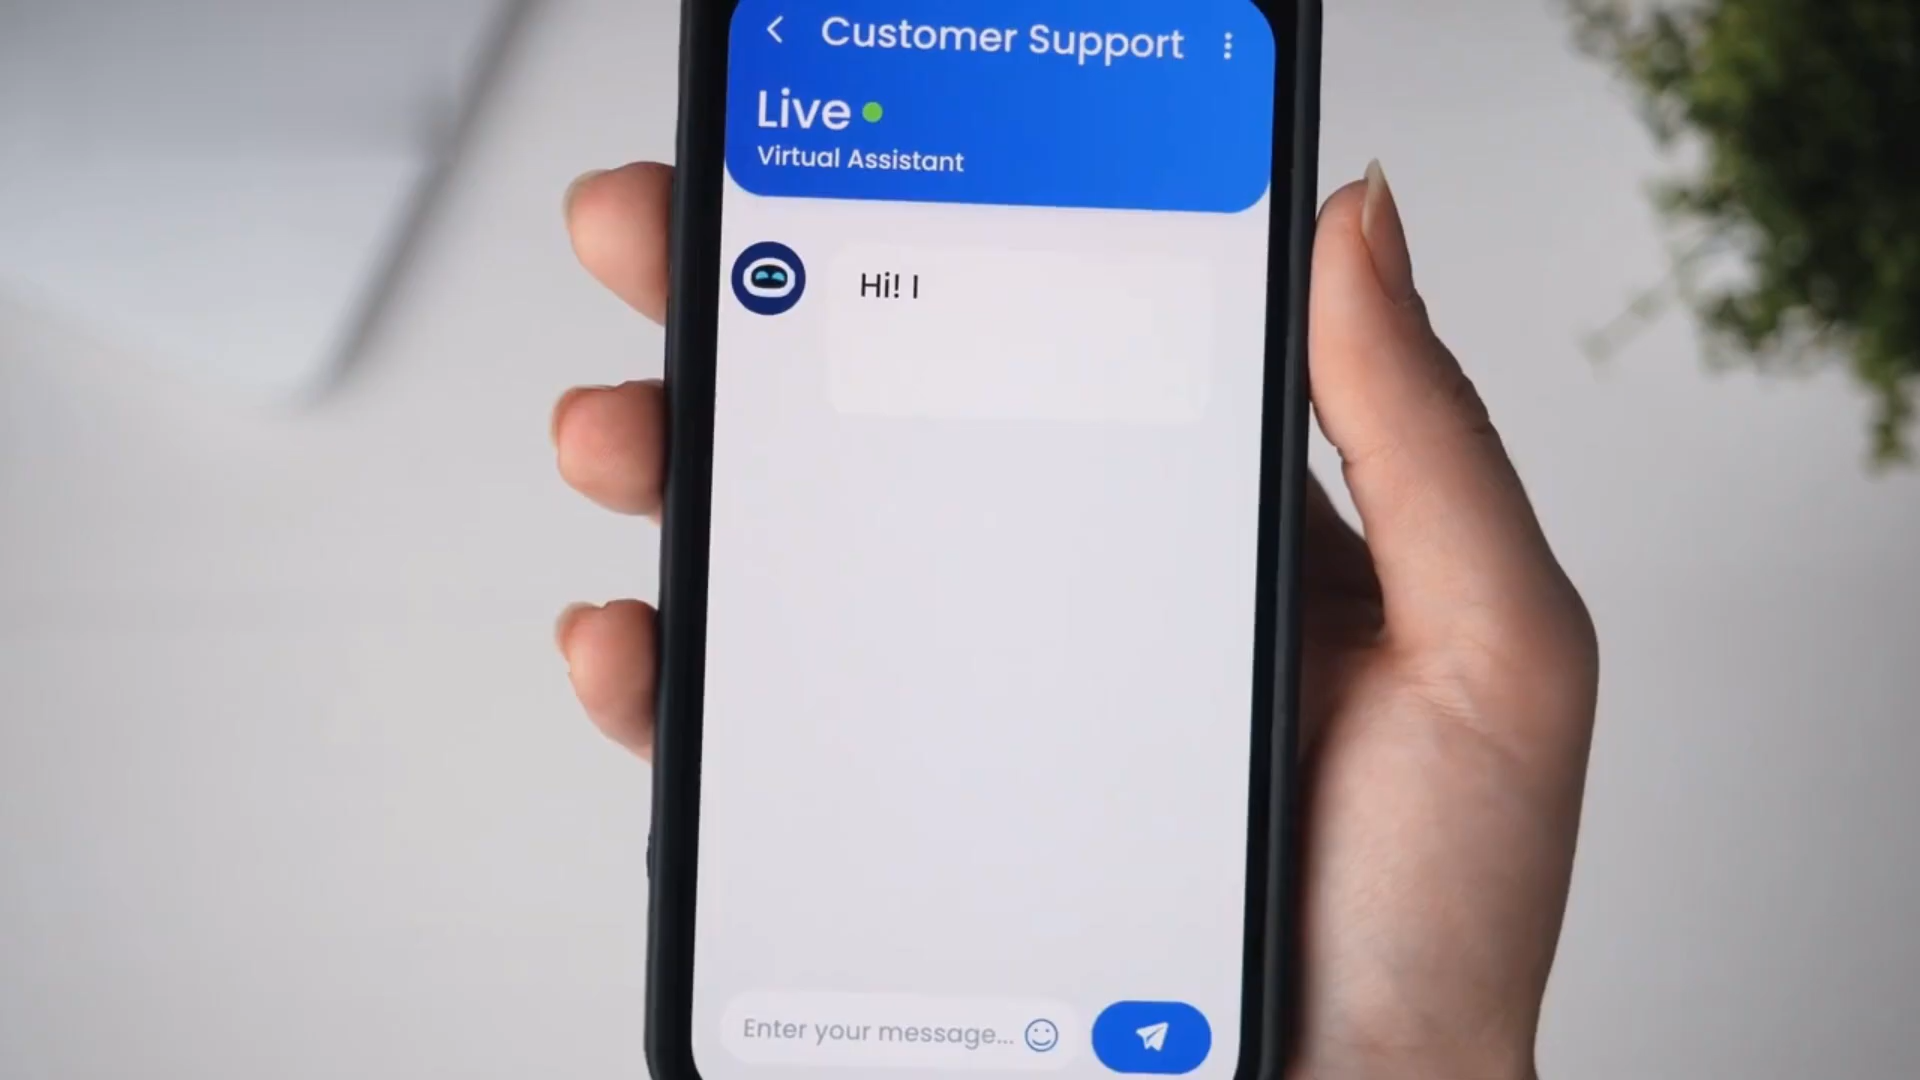 Customer Support
Live
Virtual Assistant
Hi! I
Enter your message...